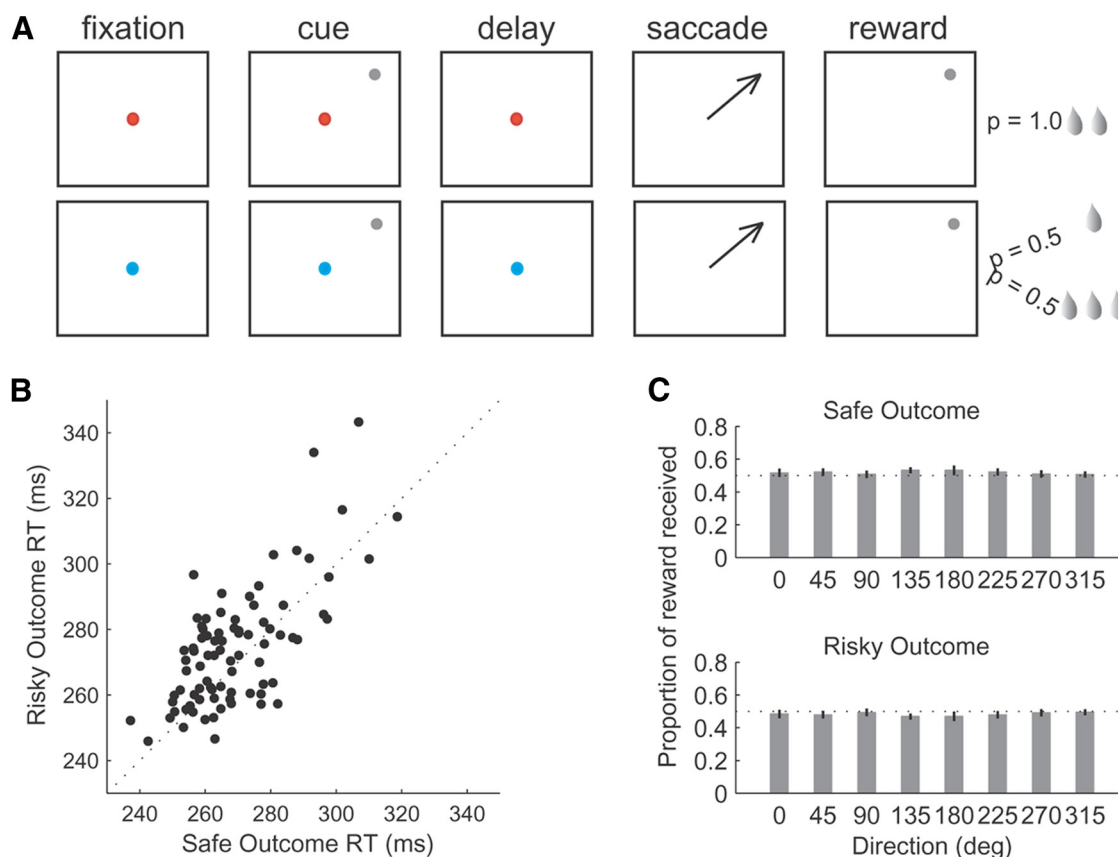 A
fixation cue delay saccade reward
p = 1.0
p = 0.5
p = 0.5
B
Risky Outcome RT (ms)
340
320
300
280
260
240
240 260 280 300 320 340
Safe Outcome RT (ms)
C
Proportion of reward received
Safe Outcome
0.8
0.6
0.4
0.2
0
0 45 90 135 180 225 270 315
Risky Outcome
0.8
0.6
0.4
0.2
0
0 45 90 135 180 225 270 315
Direction (deg)